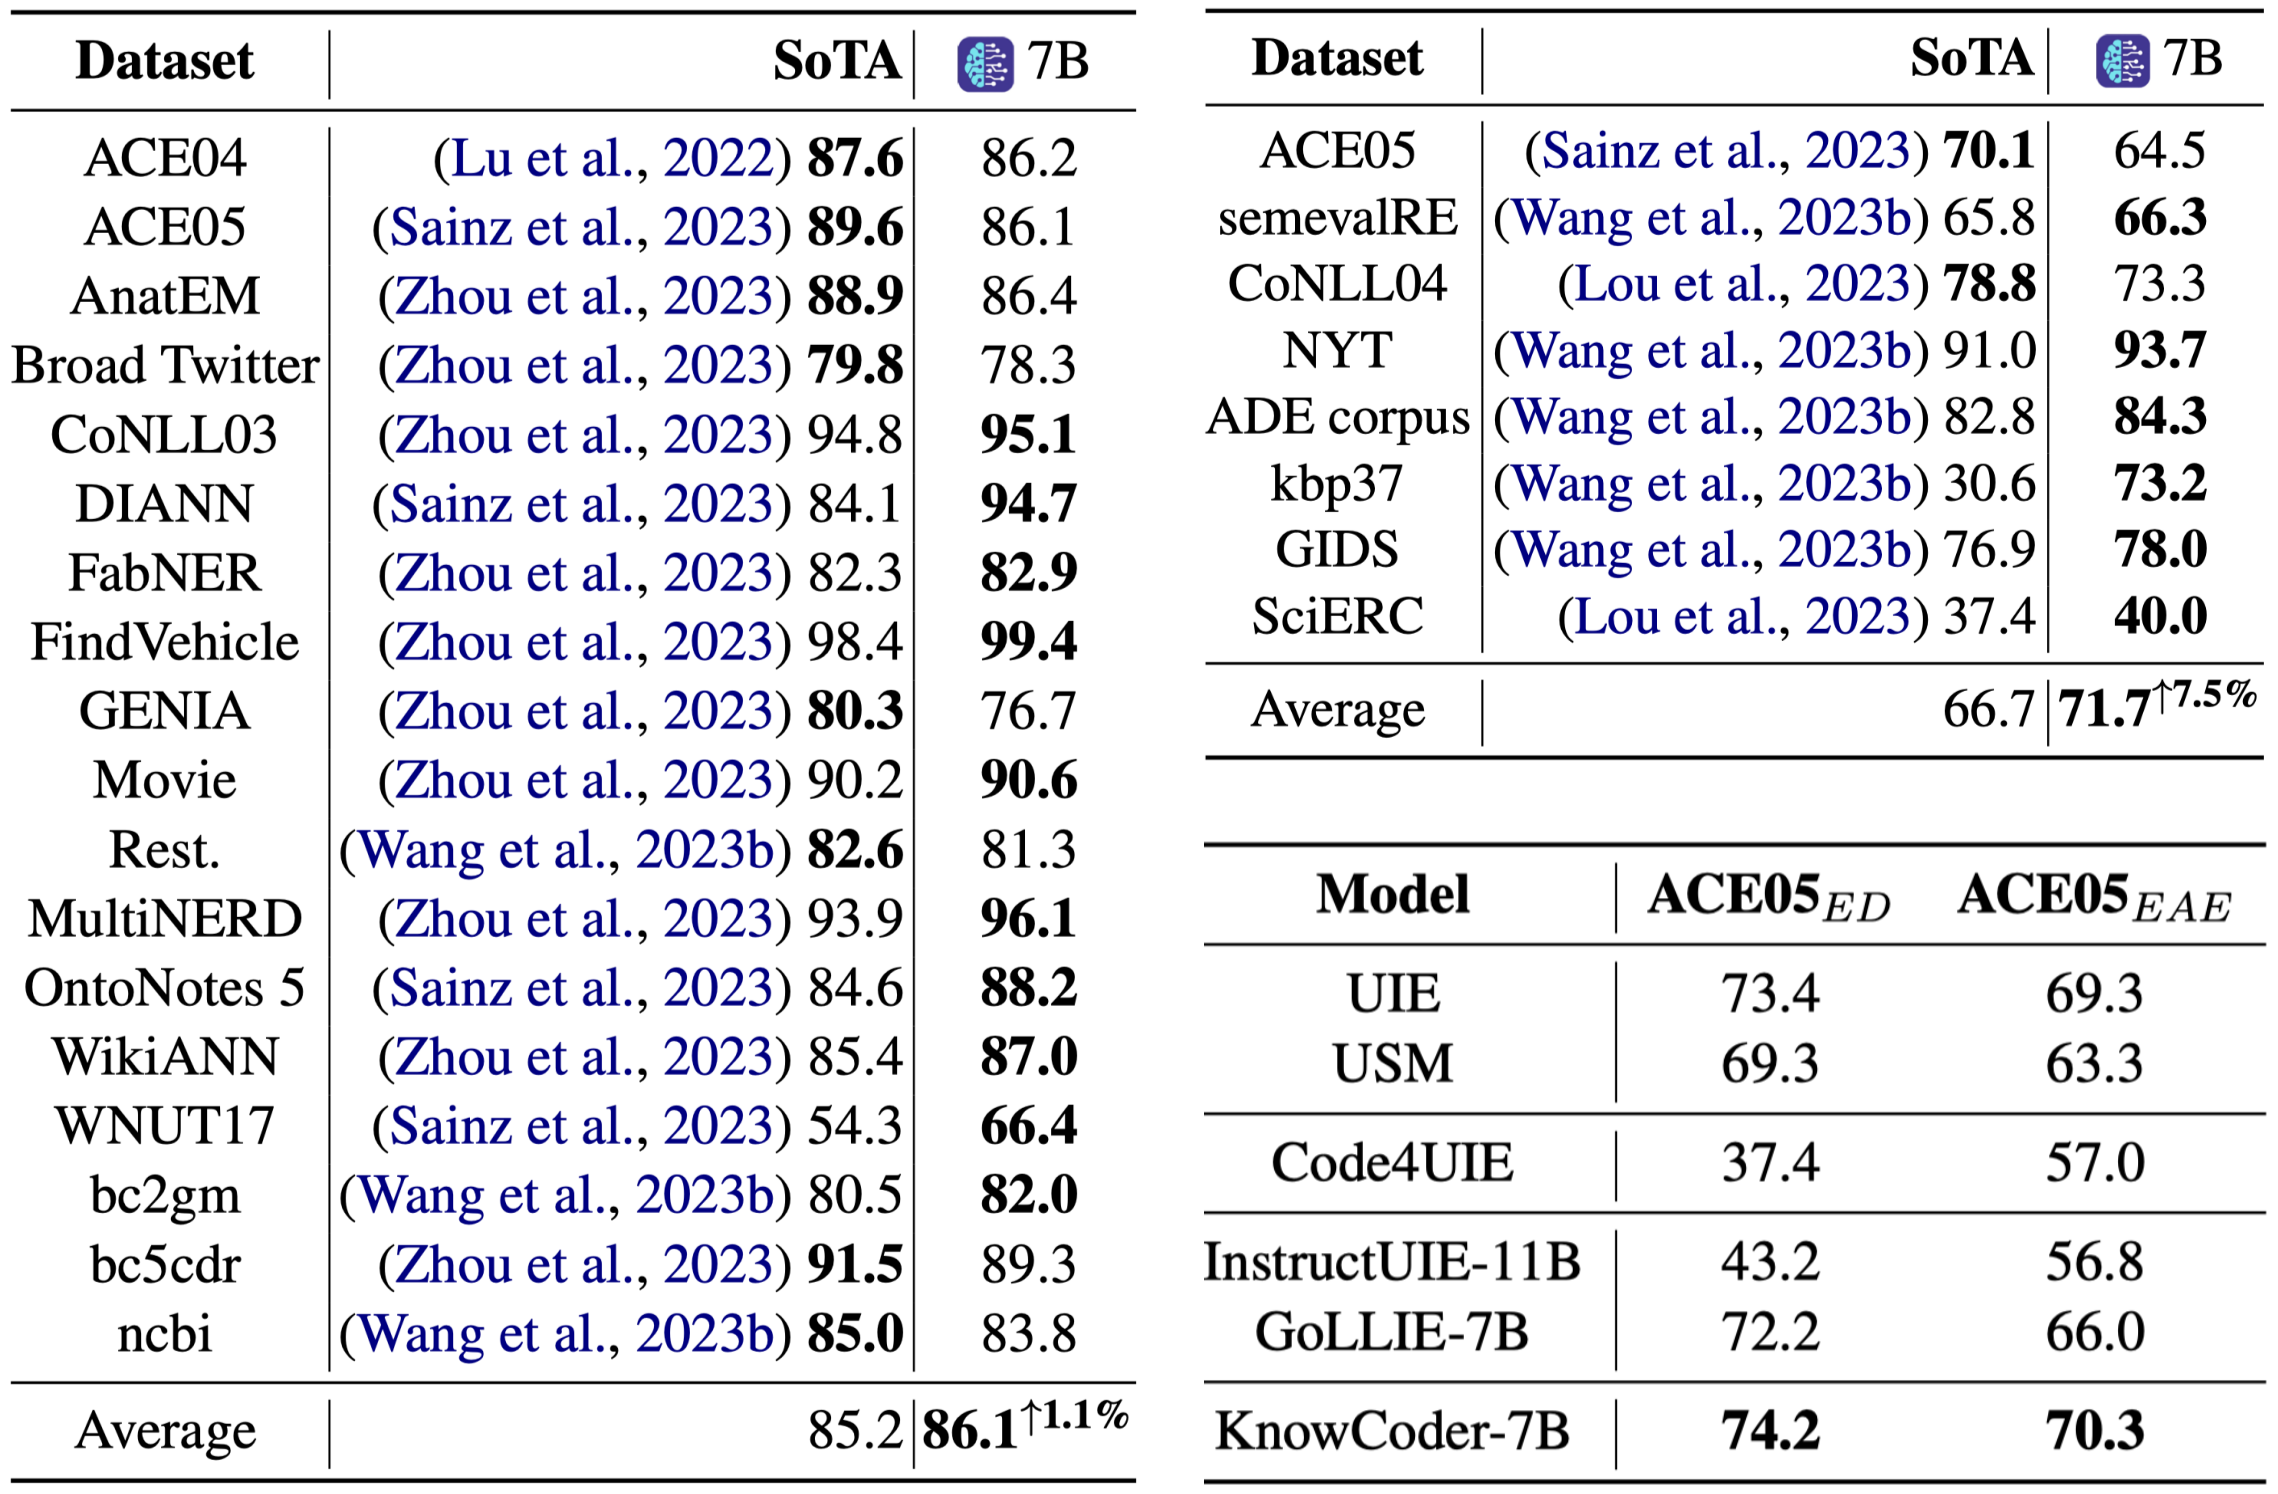 Dataset SoTA 7B
ACE04 (Lu et al., 2022) 87.6 86.2
ACE05 (Sainz et al., 2023) 89.6 86.1
AnatEM (Zhou et al., 2023) 88.9 86.4
Broad Twitter (Zhou et al., 2023) 79.8 78.3
CoNLL03 (Zhou et al., 2023) 94.8 95.1
DIANN (Sainz et al., 2023) 84.1 94.7
FabNER (Zhou et al., 2023) 82.3 82.9
FindVehicle (Zhou et al., 2023) 98.4 99.4
GENIA (Zhou et al., 2023) 80.3 76.7
Movie (Zhou et al., 2023) 90.2 90.6
Rest. (Wang et al., 2023b) 82.6 81.3
MultiNERD (Zhou et al., 2023) 93.9 96.1
OntoNotes 5 (Sainz et al., 2023) 84.6 88.2
WikiANN (Zhou et al., 2023) 85.4 87.0
WNUT17 (Sainz et al., 2023) 54.3 66.4
bc2gm (Wang et al., 2023b) 80.5 82.0
bc5cdr (Zhou et al., 2023) 91.5 89.3
ncbi (Wang et al., 2023b) 85.0 83.8
Average 85.2 86.1↑1.1%
Dataset SoTA 7B
ACE05 (Sainz et al., 2023) 70.1 64.5
semevalRE (Wang et al., 2023b) 65.8 66.3
CoNLL04 (Lou et al., 2023) 78.8 73.3
NYT (Wang et al., 2023b) 91.0 93.7
ADE corpus (Wang et al., 2023b) 82.8 84.3
kbp37 (Wang et al., 2023b) 30.6 73.2
GIDS (Wang et al., 2023b) 76.9 78.0
SciERC (Lou et al., 2023) 37.4 40.0
Average 66.7 71.7↑7.5%
Model ACE05ED ACE05EAE
UIE 73.4 69.3
USM 69.3 63.3
Code4UIE 37.4 57.0
InstructUIE-11B 43.2 56.8
GoLLIE-7B 72.2 66.0
KnowCoder-7B 74.2 70.3